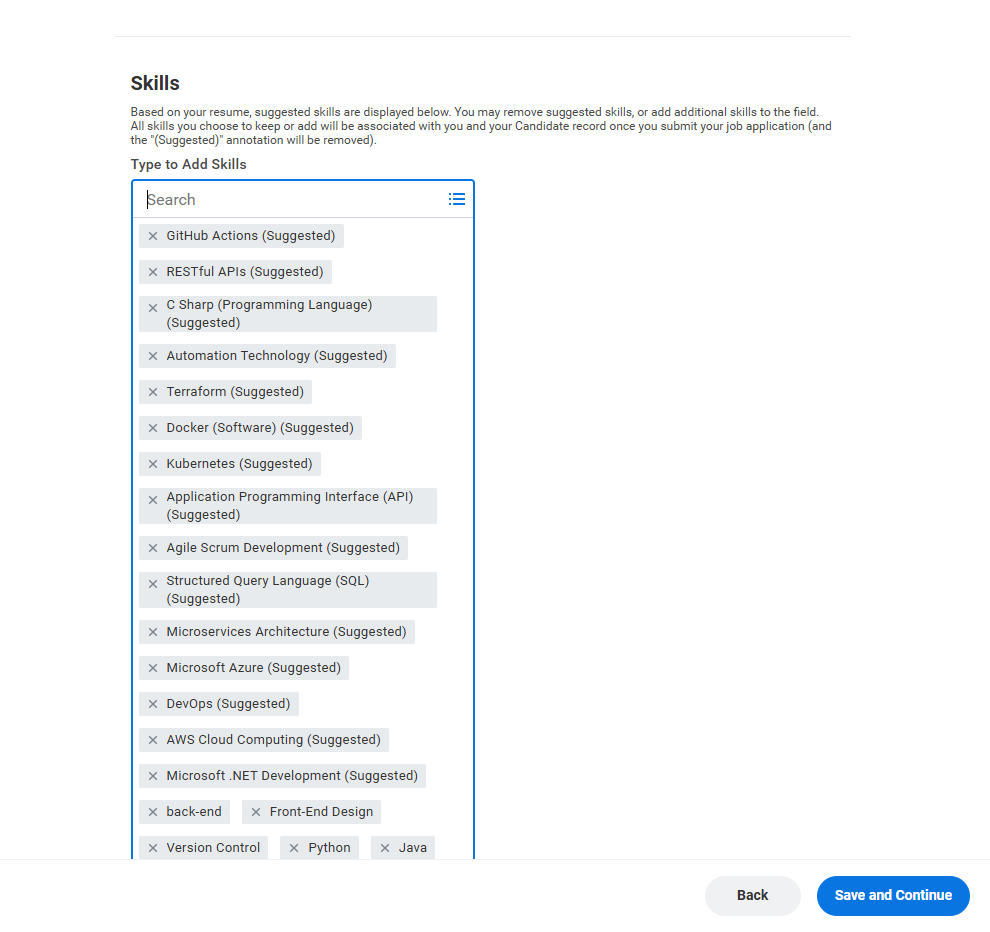 Skills
Based on your resume, suggested skills are displayed below. You may remove suggested skills, or add additional skills to the field.
All skills you choose to keep or add will be associated with you and your Candidate record once you submit your job application (and
the "(Suggested)" annotation will be removed).
Type to Add Skills
Search
GitHub Actions (Suggested)
RESTful APIs (Suggested)
C Sharp (Programming Language)
(Suggested)
Automation Technology (Suggested)
Terraform (Suggested)
Docker (Software) (Suggested)
Kubernetes (Suggested)
Application Programming Interface (API)
(Suggested)
Agile Scrum Development (Suggested)
Structured Query Language (SQL)
(Suggested)
Microservices Architecture (Suggested)
Microsoft Azure (Suggested)
DevOps (Suggested)
AWS Cloud Computing (Suggested)
Microsoft .NET Development (Suggested)
back-end Front-End Design
Version Control Python Java
Back Save and Continue